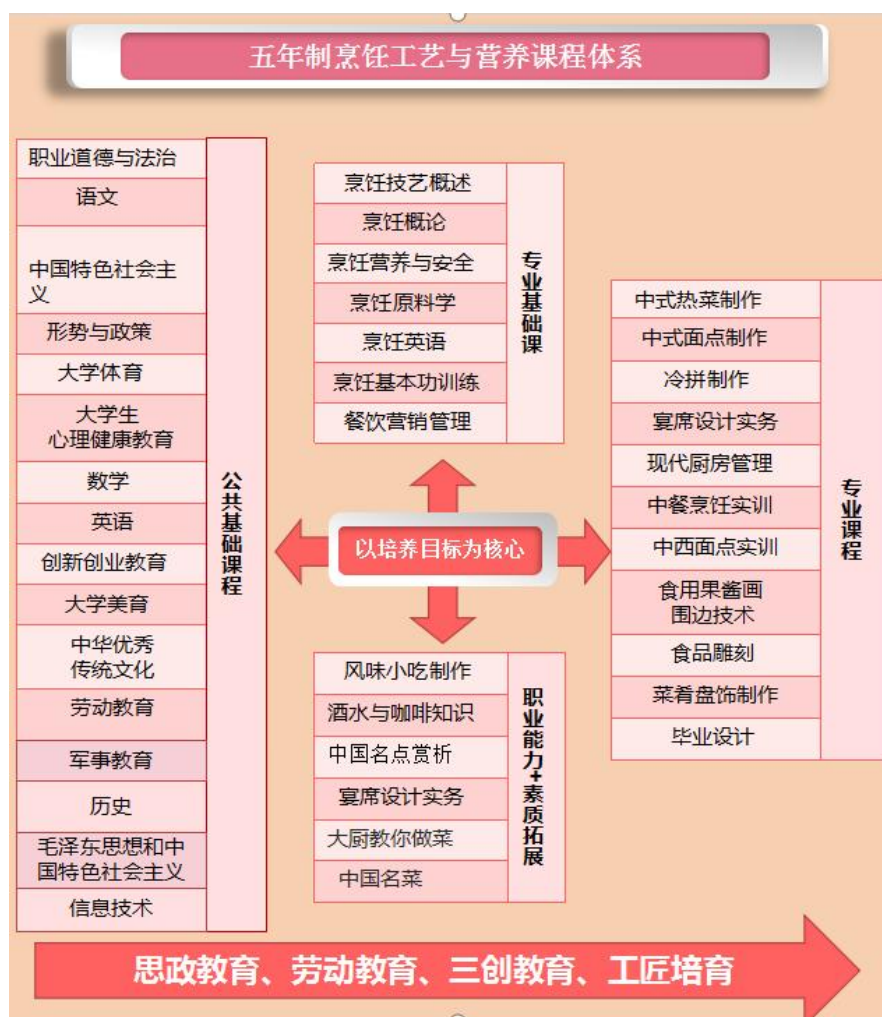 五年制烹饪工艺与营养课程体系
职业道德与法治
语文
中国特色社会主
义
形势与政策
大学体育
大学生
心理健康教育
数学
英语
创新创业教育
大学美育
中华优秀
传统文化
劳动教育
军事教育
历史
毛泽东思想和中
国特色社会主义
信息技术
公共基础课程
烹饪技艺概述
烹饪概论
烹饪营养与安全
烹饪原料学
烹饪英语
烹饪基本功训练
餐饮营销管理
专业基础课
以培养目标为核心
风味小吃制作
酒水与咖啡知识
中国名点赏析
宴席设计实务
大厨教你做菜
中国名菜
职业能力+素质拓展
中式热菜制作
中式面点制作
冷拼制作
宴席设计实务
现代厨房管理
中餐烹饪实训
中西面点实训
食用果酱画
围边技术
食品雕刻
菜肴盘饰制作
毕业设计
专业课程
思政教育、劳动教育、三创教育、工匠培育